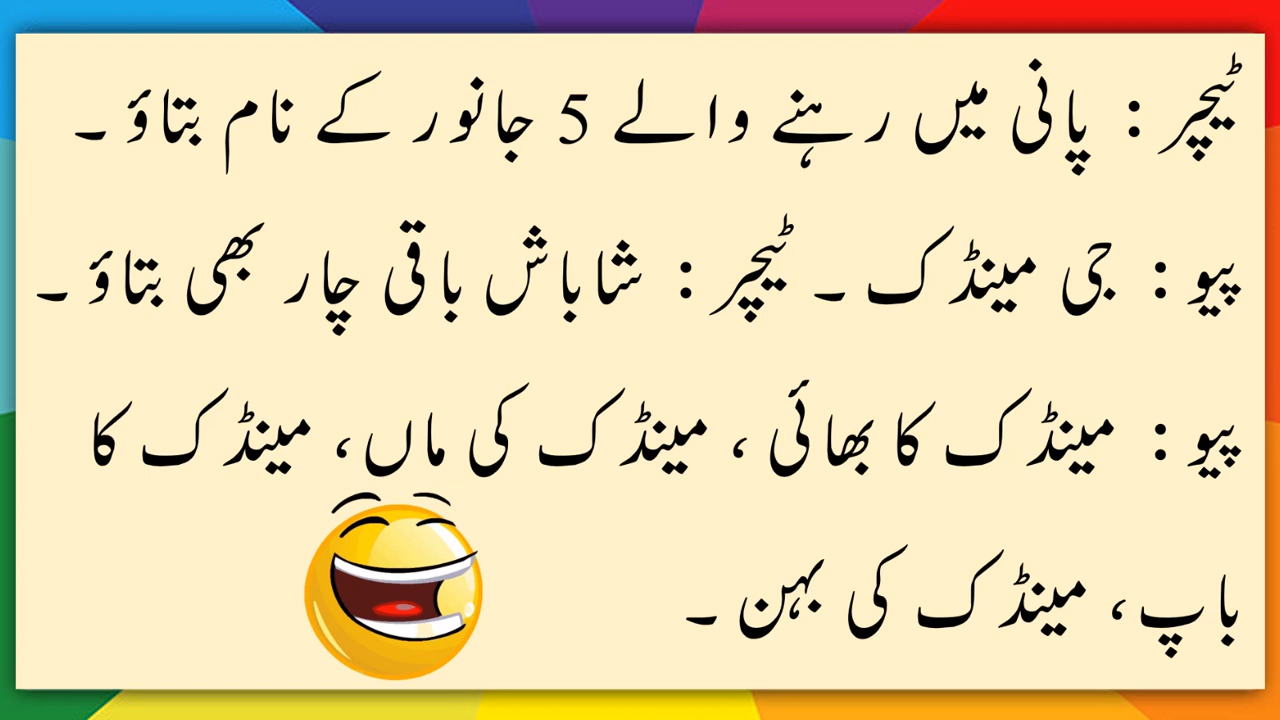 ٹیچر : پانی میں رہنے والے 5 جانور کے نام بتاؤ ۔
پپو : جی مینڈک ۔ ٹیچر : شاباش باقی چار بھی بتاؤ ۔
پپو : مینڈک کا بھائی ، مینڈک کی ماں، مینڈک کا
باپ، مینڈک کی بہن ۔